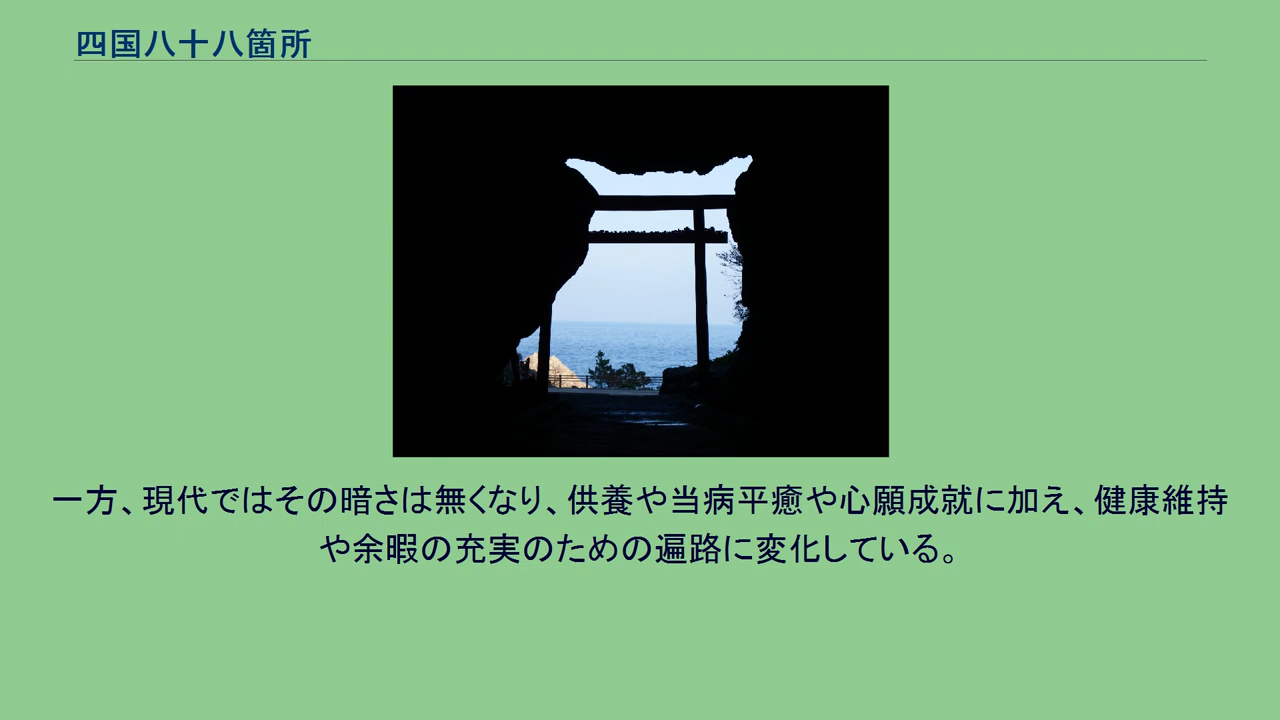 四国八十八箇所
一方、現代ではその暗さは無くなり、供養や当病平癒や心願成就に加え、健康維持
や余暇の充実のための遍路に変化している。